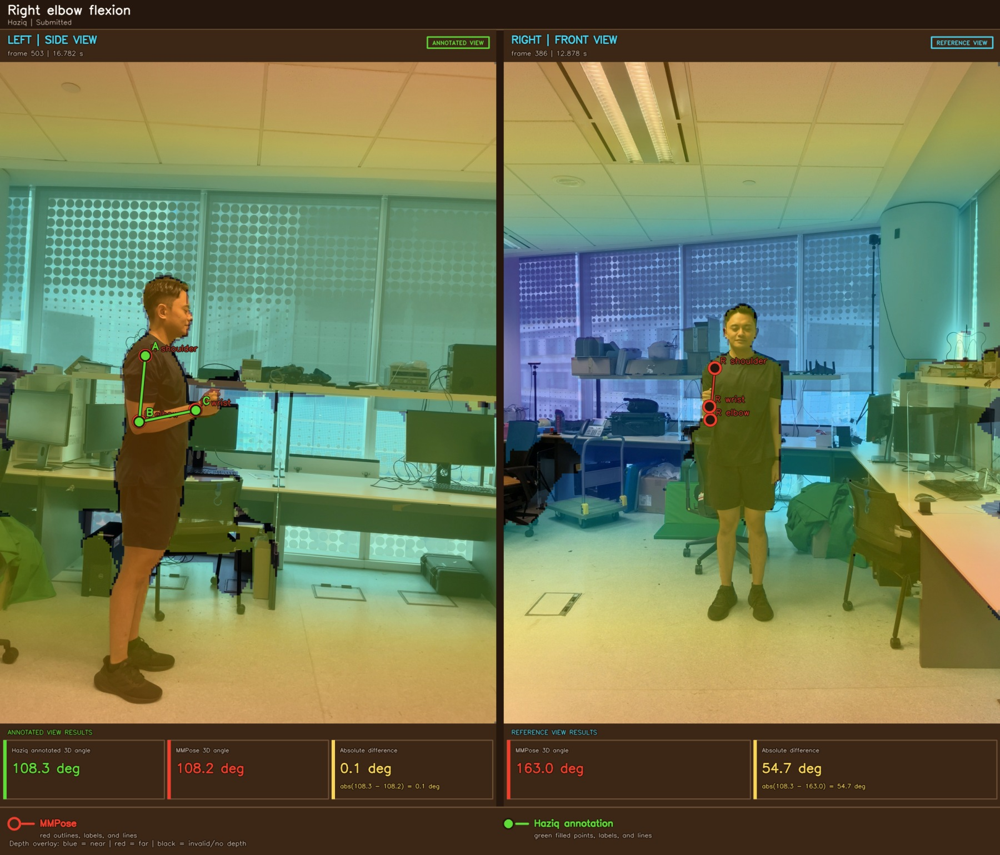 Right elbow flexion
Haziq | Submitted
LEFT | SIDE VIEW
frame 503 | 16.782 s
ANNOTATED VIEW
RIGHT | FRONT VIEW
frame 386 | 12.878 s
REFERENCE VIEW
A shoulder
B elbow
C wrist
R shoulder
R wrist
R elbow
ANNOTATED VIEW RESULTS
Haziq annotated 3D angle
108.3 deg
MMPose 3D angle
108.2 deg
Absolute difference
0.1 deg
abs(108.3 - 108.2) = 0.1 deg
REFERENCE VIEW RESULTS
MMPose 3D angle
163.0 deg
Absolute difference
54.7 deg
abs(108.3 - 163.0) = 54.7 deg
MMPose
red outlines, labels, and lines
Depth overlay: blue = near | red = far | black = invalid/no depth
Haziq annotation
green filled points, labels, and lines